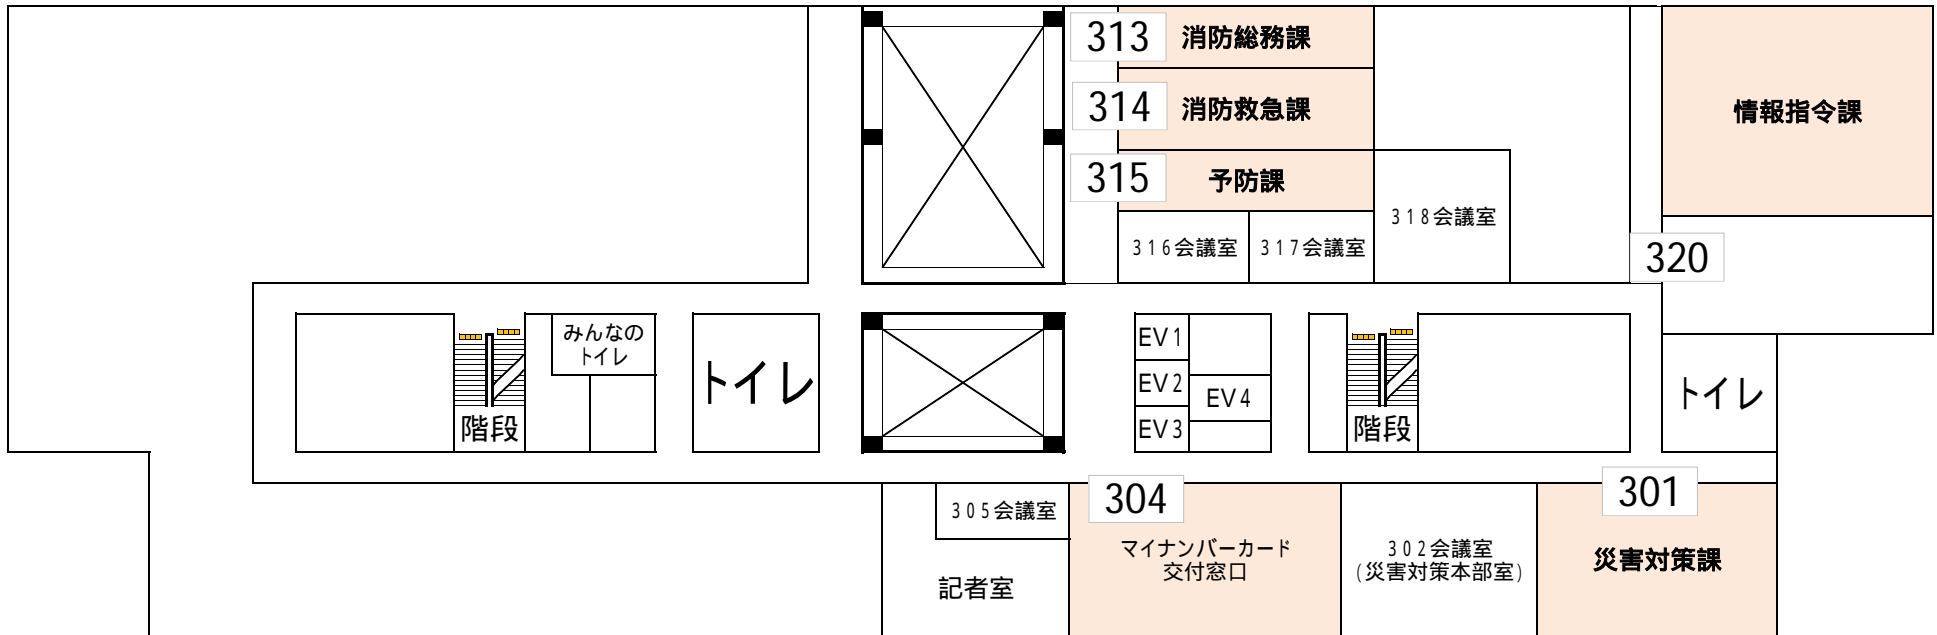 313 消防総務課
314 消防救急課
情報指令課
315 予防課
318会議室
316会議室 317会議室
320
みんなの
トイレ
階段
トイレ
EV1
EV2
EV3
EV4
階段
トイレ
305会議室
304
マイナンバーカード
交付窓口
302会議室
(災害対策本部室)
301
災害対策課
記者室